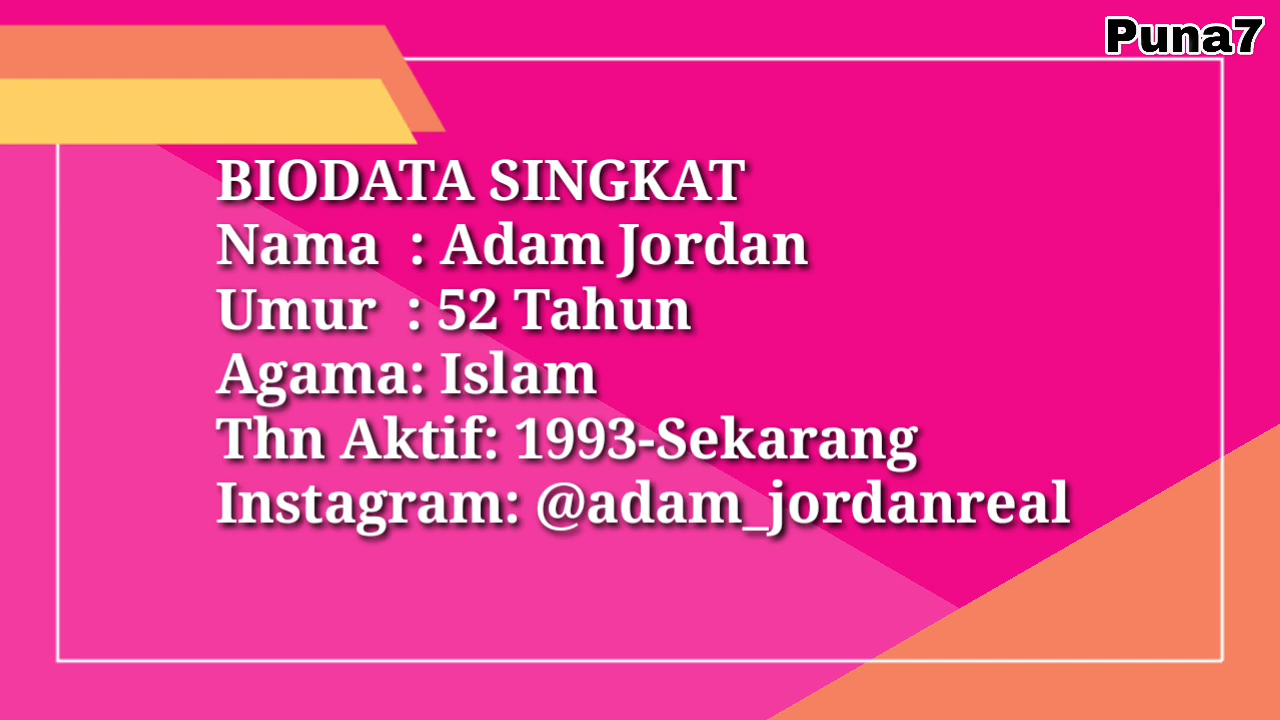 Puna7
BIODATA SINGKAT
Nama : Adam Jordan
Umur : 52 Tahun
Agama: Islam
Thn Aktif: 1993-Sekarang
Instagram: @adam_jordanreal